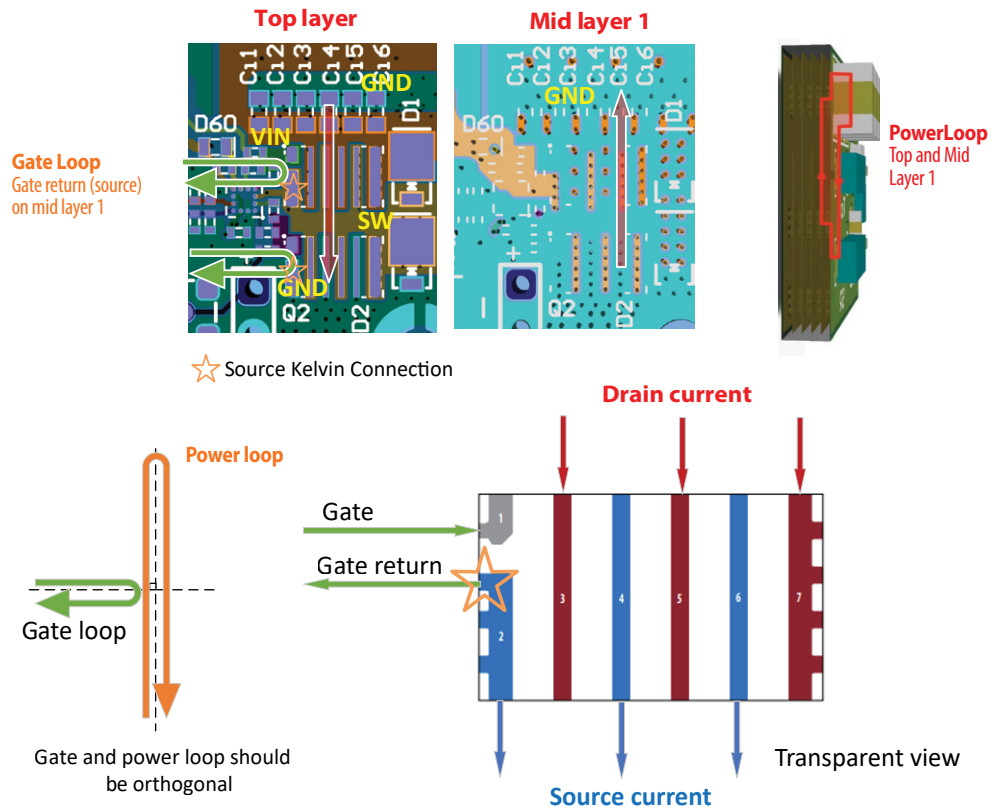 Top layer
Mid layer 1
C11
C12
C13
C14
C15
C16
GND
D60
VIN
D1
SW
GND
Q2
D2
C11
C12
C13
C14
C15
C16
GND
D60
D1
Q2
D2
Gate Loop
Gate return (source)
on mid layer 1
PowerLoop
Top and Mid
Layer 1
Source Kelvin Connection
Power loop
Gate loop
Gate and power loop should
be orthogonal
Drain current
Gate
Gate return
1
2
3
4
5
6
7
Transparent view
Source current